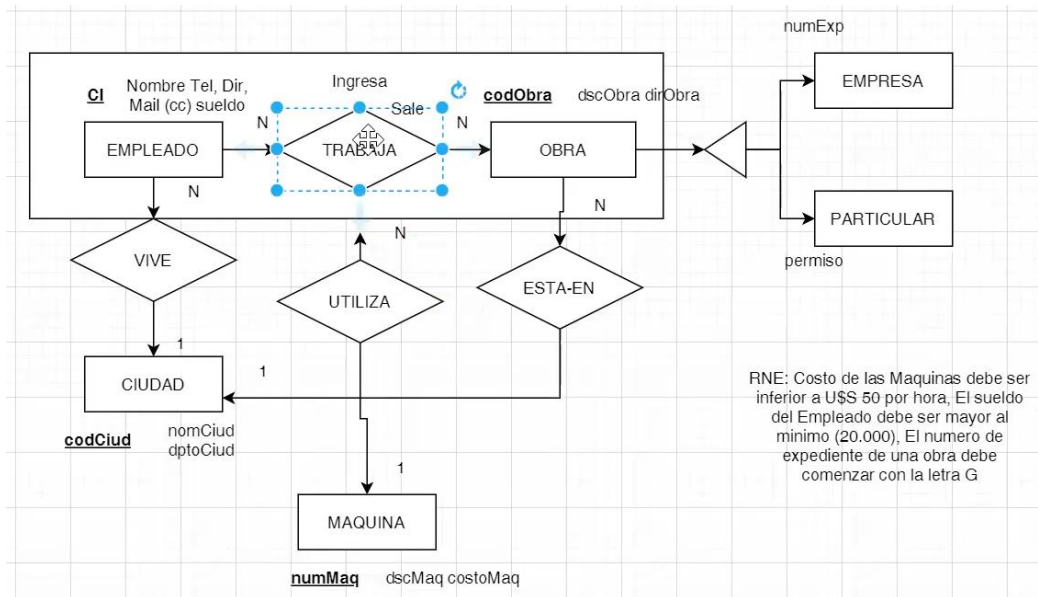 numExp
EMPRESA
Ingresa
CI
Nombre Tel, Dir,
Mail (cc) sueldo
Sale
codObra
dscObra dirObra
N
N
EMPLEADO
TRABAJA
OBRA
N
N
PARTICULAR
N
permiso
VIVE
UTILIZA
ESTA-EN
1
1
CIUDAD
codCiud
nomCiud
dptoCiud
RNE: Costo de las Maquinas debe ser
inferior a U$S 50 por hora, El sueldo
del Empleado debe ser mayor al
minimo (20.000), El numero de
expediente de una obra debe
comenzar con la letra G
1
MAQUINA
numMaq
dscMaq costoMaq